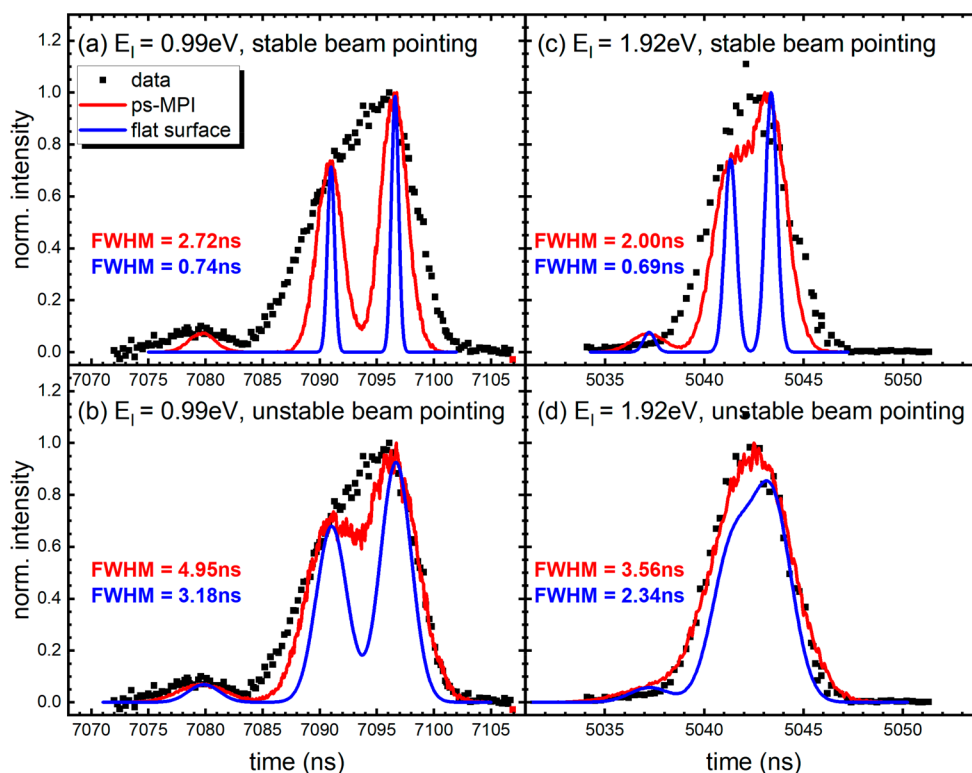 (a) E_I = 0.99eV, stable beam pointing
data
ps-MPI
flat surface
FWHM = 2.72ns
FWHM = 0.74ns
norm. intensity
1.2
1.0
0.8
0.6
0.4
0.2
0.0
7070 7075 7080 7085 7090 7095 7100 7105
(c) E_I = 1.92eV, stable beam pointing
FWHM = 2.00ns
FWHM = 0.69ns
5035 5040 5045 5050
(b) E_I = 0.99eV, unstable beam pointing
FWHM = 4.95ns
FWHM = 3.18ns
norm. intensity
1.0
0.8
0.6
0.4
0.2
0.0
7070 7075 7080 7085 7090 7095 7100 7105
time (ns)
(d) E_I = 1.92eV, unstable beam pointing
FWHM = 3.56ns
FWHM = 2.34ns
5035 5040 5045 5050
time (ns)